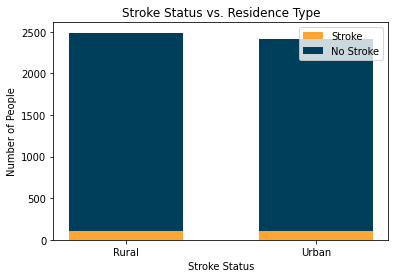 Stroke Status vs. Residence Type
Stroke
No Stroke
Number of People
2500
2000
1500
1000
500
0
Rural
Urban
Stroke Status